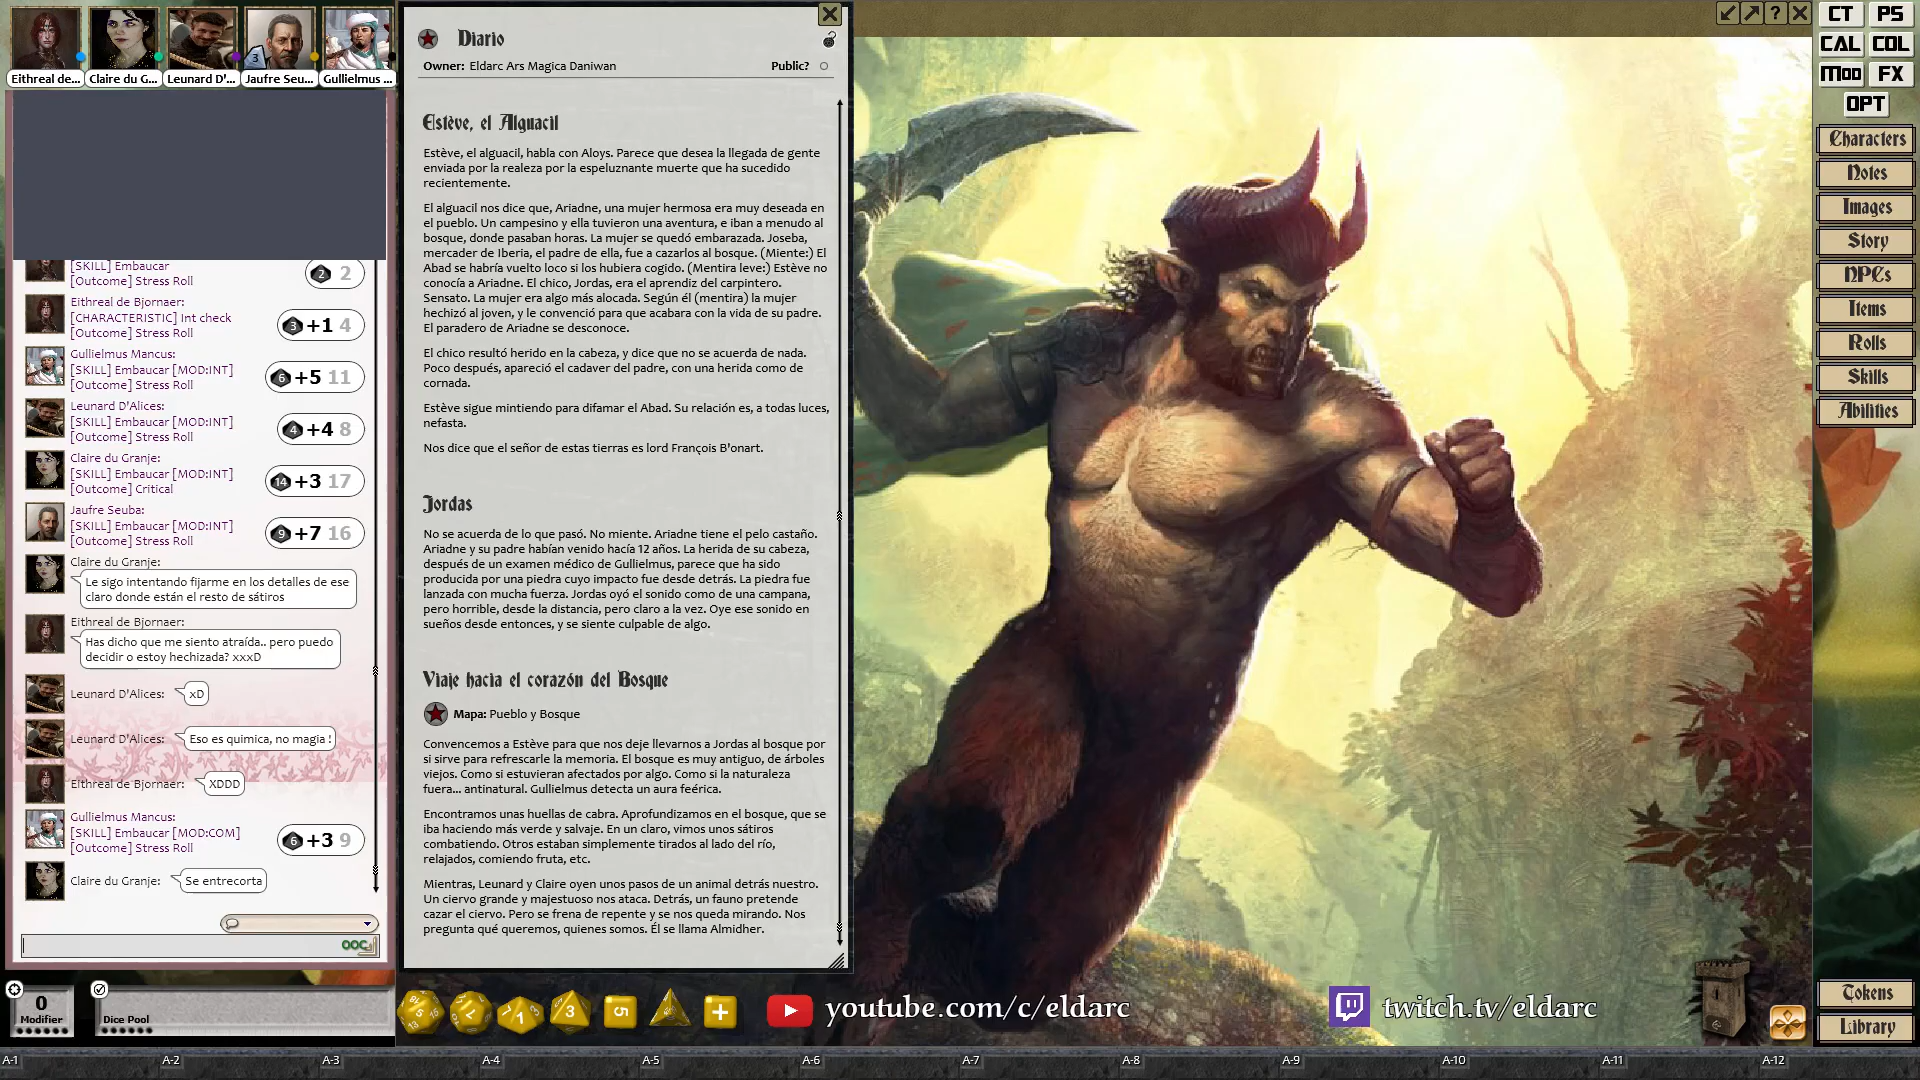 Eithreal de...
Claire du G...
Leunard D'...
Jaufre Seu...
Gullielmus ...
3
[SKILL] Embaucar
[Outcome] Stress Roll
2 2
Eithreal de Bjornaer:
[CHARACTERISTIC] Int check
[Outcome] Stress Roll
3 +1 4
Gullielmus Mancus:
[SKILL] Embaucar [MOD:INT]
[Outcome] Stress Roll
6 +5 11
Leunard D'Alices:
[SKILL] Embaucar [MOD:INT]
[Outcome] Stress Roll
4 +4 8
Claire du Granje:
[SKILL] Embaucar [MOD:INT]
[Outcome] Critical
14 +3 17
Jaufre Seuba:
[SKILL] Embaucar [MOD:INT]
[Outcome] Stress Roll
9 +7 16
Claire du Granje:
Le sigo intentando fijarme en los detalles de ese
claro donde están el resto de sátiros
Eithreal de Bjornaer:
Has dicho que me siento atraída.. pero puedo
decidir o estoy hechizada? xxxD
Leunard D'Alices: xD
Leunard D'Alices: Eso es quimica, no magia !
Eithreal de Bjornaer: XDDD
Gullielmus Mancus:
[SKILL] Embaucar [MOD:COM]
[Outcome] Stress Roll
6 +3 9
Claire du Granje: Se entrecorta
OOC
0
Modifier
Dice Pool
Diario
Owner: Eldarc Ars Magica Daniwan
Public?
Estève, el Alguacil
Estève, el alguacil, habla con Aloys. Parece que desea la llegada de gente
enviada por la realeza por la espeluznante muerte que ha sucedido
recientemente.
El alguacil nos dice que, Ariadne, una mujer hermosa era muy deseada en
el pueblo. Un campesino y ella tuvieron una aventura, e iban a menudo al
bosque, donde pasaban horas. La mujer se quedó embarazada. Joseba,
mercader de Iberia, el padre de ella, fue a cazarlos al bosque. (Miente:) El
Abad se habría vuelto loco si los hubiera cogido. (Mentira leve:) Estève no
conocía a Ariadne. El chico, Jordas, era el aprendiz del carpintero.
Sensato. La mujer era algo más alocada. Según él (mentira) la mujer
hechizó al joven, y le convenció para que acabara con la vida de su padre.
El paradero de Ariadne se desconoce.
El chico resultó herido en la cabeza, y dice que no se acuerda de nada.
Poco después, apareció el cadaver del padre, con una herida como de
cornada.
Estève sigue mintiendo para difamar el Abad. Su relación es, a todas luces,
nefasta.
Nos dice que el señor de estas tierras es lord François B'onart.
Jordas
No se acuerda de lo que pasó. No miente. Ariadne tiene el pelo castaño.
Ariadne y su padre habían venido hacía 12 años. La herida de su cabeza,
después de un examen médico de Gullielmus, parece que ha sido
producida por una piedra cuyo impacto fue desde detrás. La piedra fue
lanzada con mucha fuerza. Jordas oyó el sonido como de una campana,
pero horrible, desde la distancia, pero claro a la vez. Oye ese sonido en
sueños desde entonces, y se siente culpable de algo.
Viaje hacia el corazón del Bosque
Mapa: Pueblo y Bosque
Convencemos a Estève para que nos deje llevarnos a Jordas al bosque por
si sirve para refrescarle la memoria. El bosque es muy antiguo, de árboles
viejos. Como si estuvieran afectados por algo. Como si la naturaleza
fuera... antinatural. Gullielmus detecta un aura feérica.
Encontramos unas huellas de cabra. Aprofundizamos en el bosque, que se
iba haciendo más verde y salvaje. En un claro, vimos unos sátiros
combatiendo. Otros estaban simplemente tirados al lado del río,
relajados, comiendo fruta, etc.
Mientras, Leunard y Claire oyen unos pasos de un animal detrás nuestro.
Un ciervo grande y majestuoso nos ataca. Detrás, un fauno pretende
cazar el ciervo. Pero se frena de repente y se nos queda mirando. Nos
pregunta qué queremos, quienes somos. Él se llama Almidher.
youtube.com/c/eldarc
twitch.tv/eldarc
?
CT PS
CAL COL
MOD FX
OPT
Characters
Notes
Images
Story
NPCs
Items
Rolls
Skills
Abilities
Tokens
Library
A-1 A-2 A-3 A-4 A-5 A-6 A-7 A-8 A-9 A-10 A-11 A-12